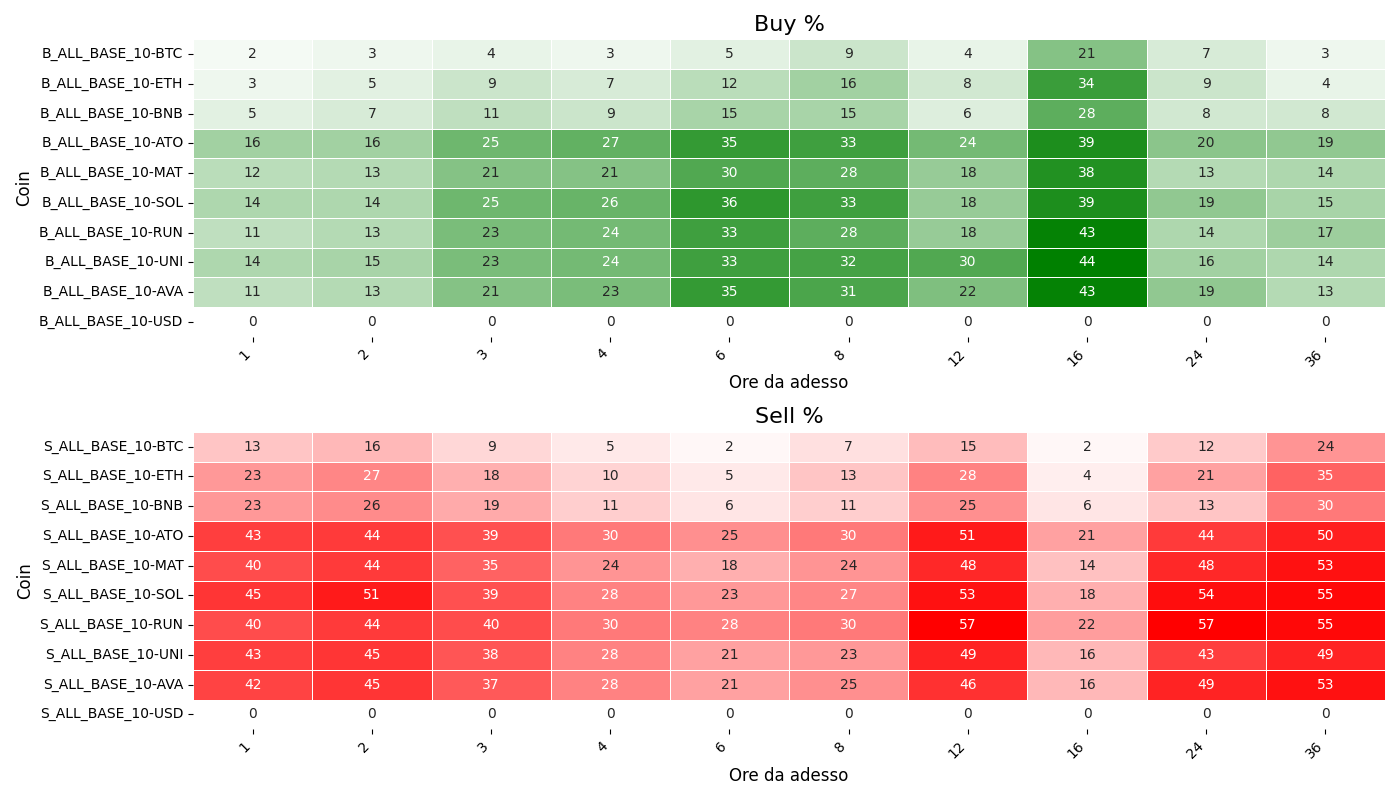 Buy %
Coin
B_ALL_BASE_10-BTC 2 3 4 3 5 9 4 21 7 3
B_ALL_BASE_10-ETH 3 5 9 7 12 16 8 34 9 4
B_ALL_BASE_10-BNB 5 7 11 9 15 15 6 28 8 8
B_ALL_BASE_10-ATO 16 16 25 27 35 33 24 39 20 19
B_ALL_BASE_10-MAT 12 13 21 21 30 28 18 38 13 14
B_ALL_BASE_10-SOL 14 14 25 26 36 33 18 39 19 15
B_ALL_BASE_10-RUN 11 13 23 24 33 28 18 43 14 17
B_ALL_BASE_10-UNI 14 15 23 24 33 32 30 44 16 14
B_ALL_BASE_10-AVA 11 13 21 23 35 31 22 43 19 13
B_ALL_BASE_10-USD 0 0 0 0 0 0 0 0 0 0
1 2 3 4 6 8 12 16 24 36
Ore da adesso
Sell %
Coin
S_ALL_BASE_10-BTC 13 16 9 5 2 7 15 2 12 24
S_ALL_BASE_10-ETH 23 27 18 10 5 13 28 4 21 35
S_ALL_BASE_10-BNB 23 26 19 11 6 11 25 6 13 30
S_ALL_BASE_10-ATO 43 44 39 30 25 30 51 21 44 50
S_ALL_BASE_10-MAT 40 44 35 24 18 24 48 14 48 53
S_ALL_BASE_10-SOL 45 51 39 28 23 27 53 18 54 55
S_ALL_BASE_10-RUN 40 44 40 30 28 30 57 22 57 55
S_ALL_BASE_10-UNI 43 45 38 28 21 23 49 16 43 49
S_ALL_BASE_10-AVA 42 45 37 28 21 25 46 16 49 53
S_ALL_BASE_10-USD 0 0 0 0 0 0 0 0 0 0
1 2 3 4 6 8 12 16 24 36
Ore da adesso